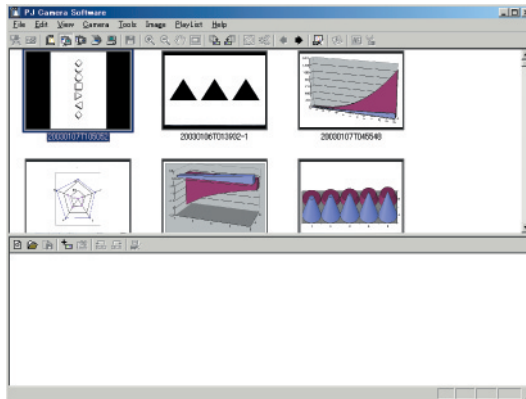 PJ Camera Software
File Edit View Camera Tools Image PlayList Help
20030107T105052 20030106T013932-1 20030107T045548